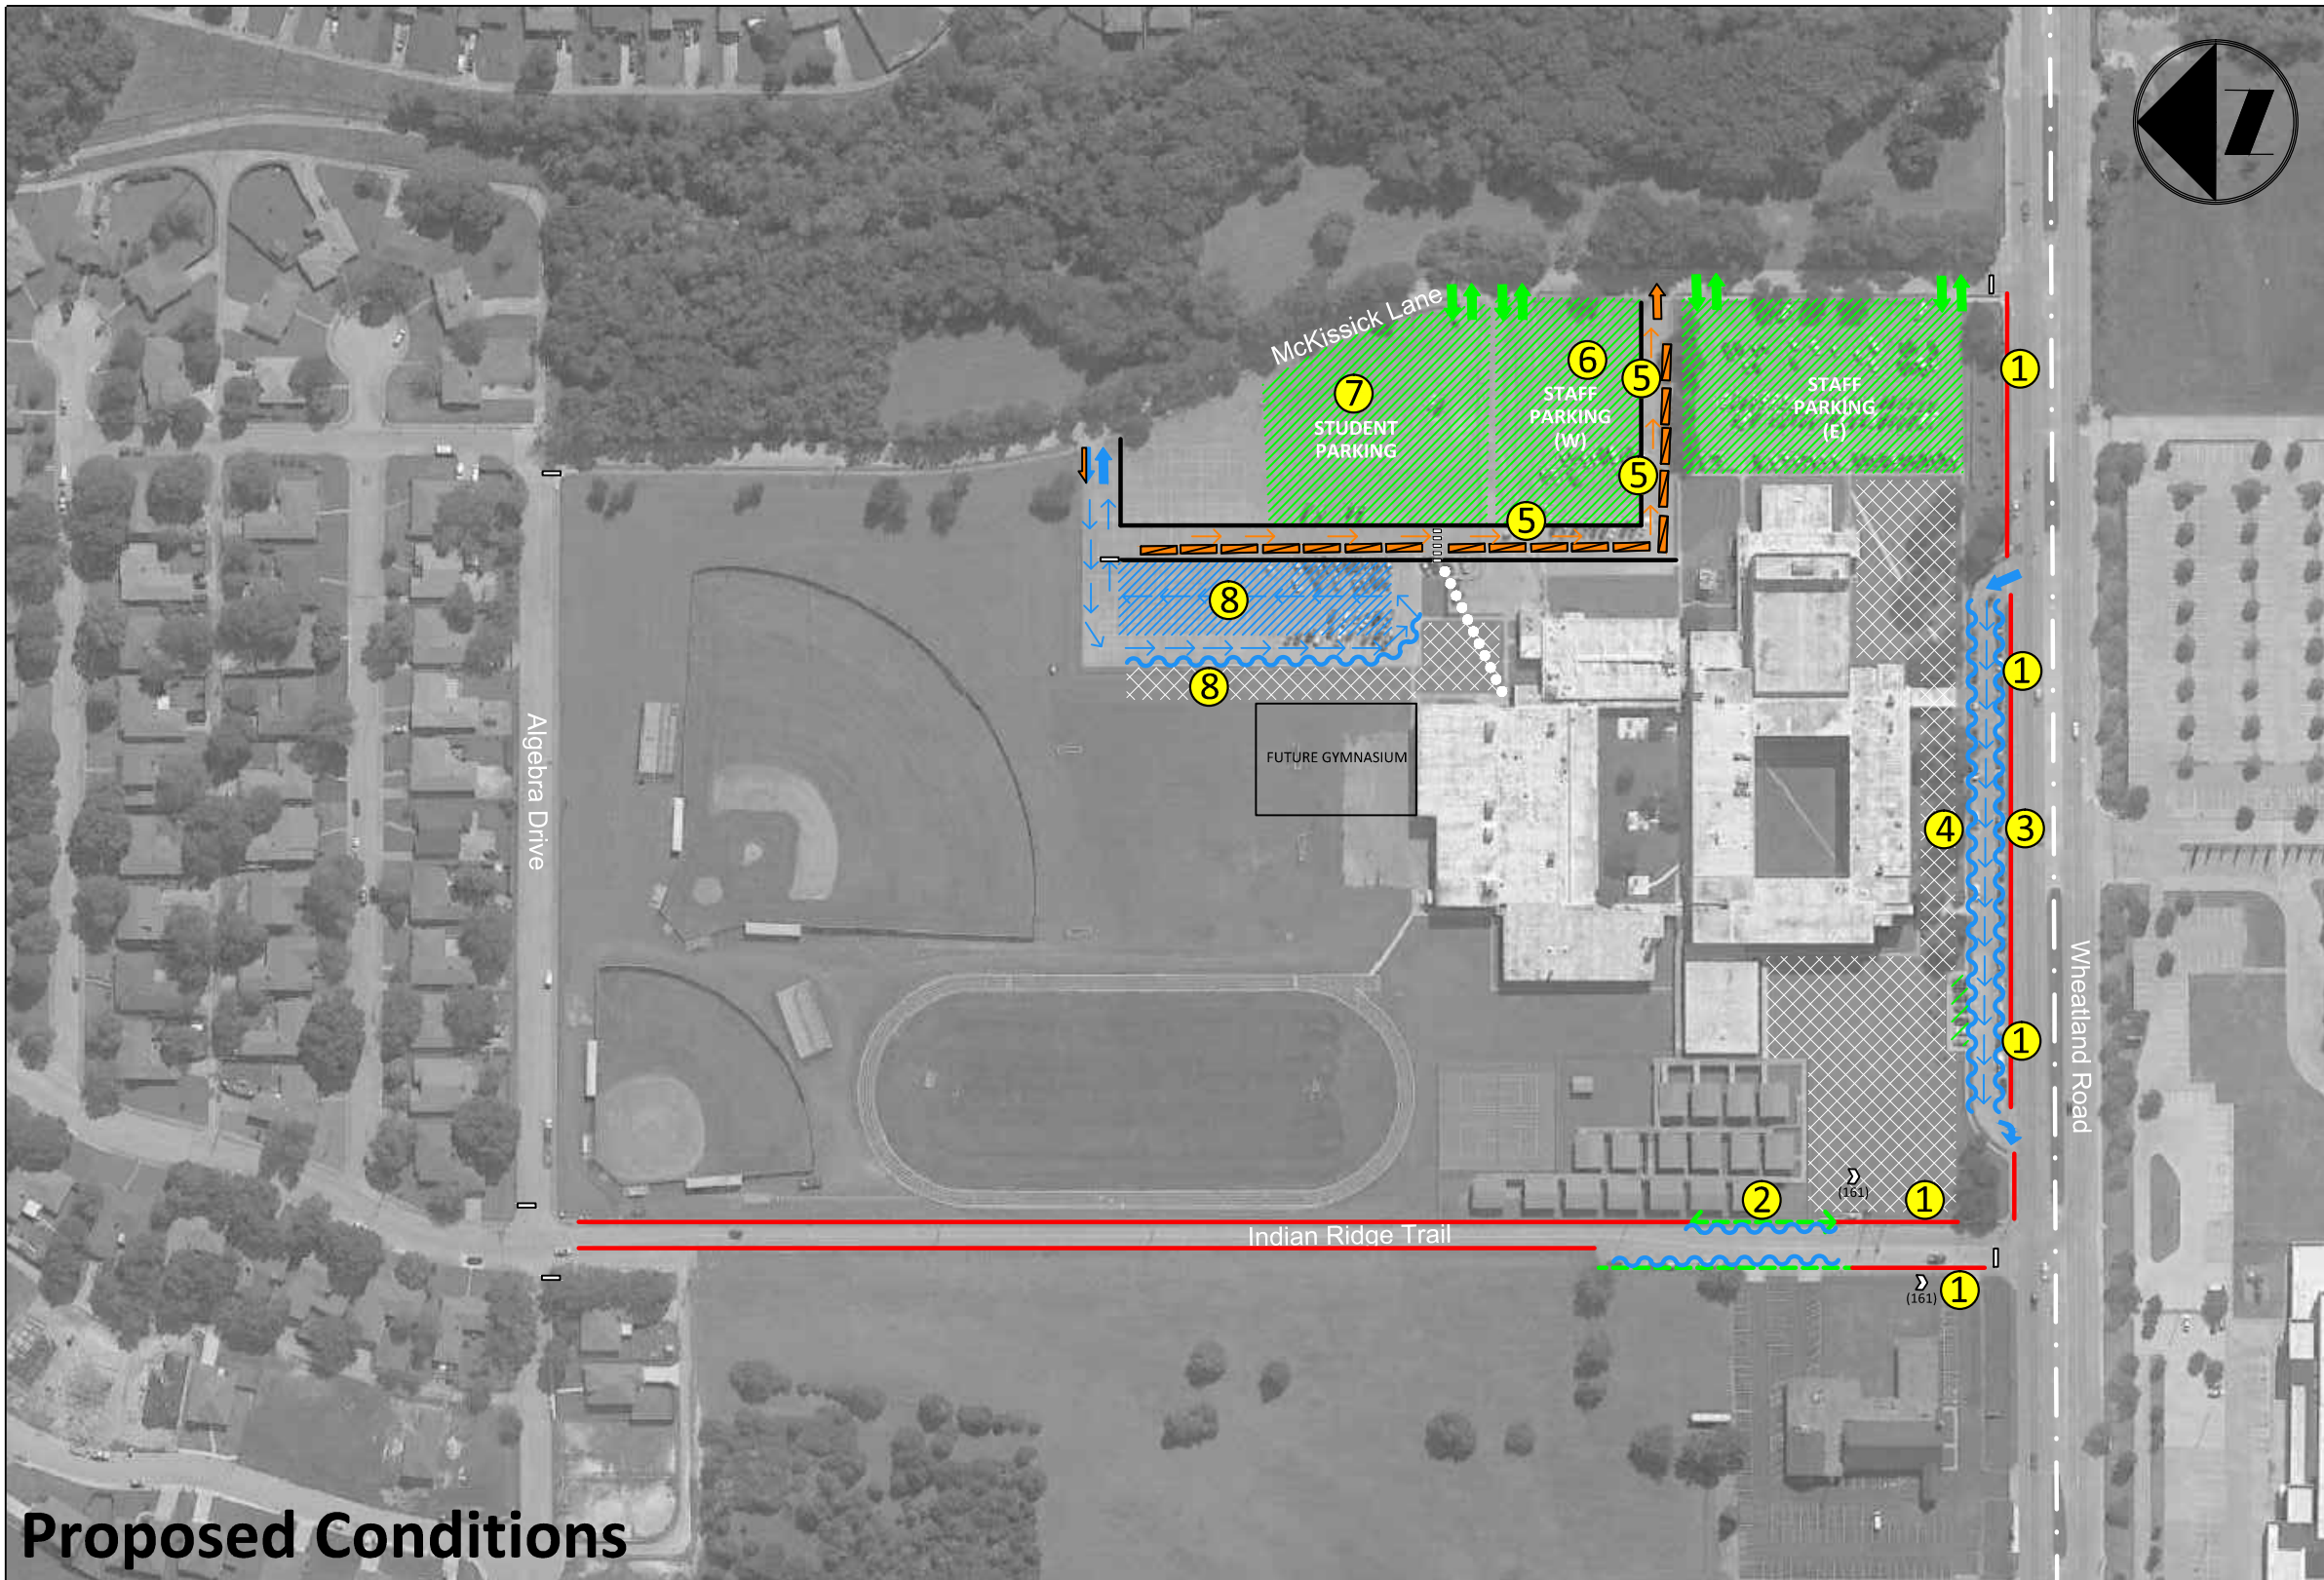 Z
McKissick Lane
1
6
5
STAFF
PARKING
(W)
STAFF
PARKING
(E)
7
STUDENT
PARKING
5
5
8
8
1
FUTURE GYMNASIUM
Algebra Drive
4
3
Wheatland Road
1
(161)
2
1
Indian Ridge Trail
(161)
1
Proposed Conditions